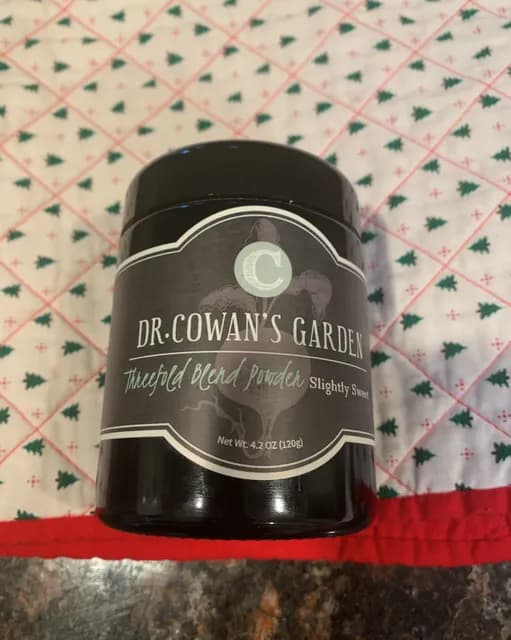 C
DR. COWAN'S GARDEN
Threefold Blend Powder Slightly Sweet
Net Wt. 4.2 OZ (120g)